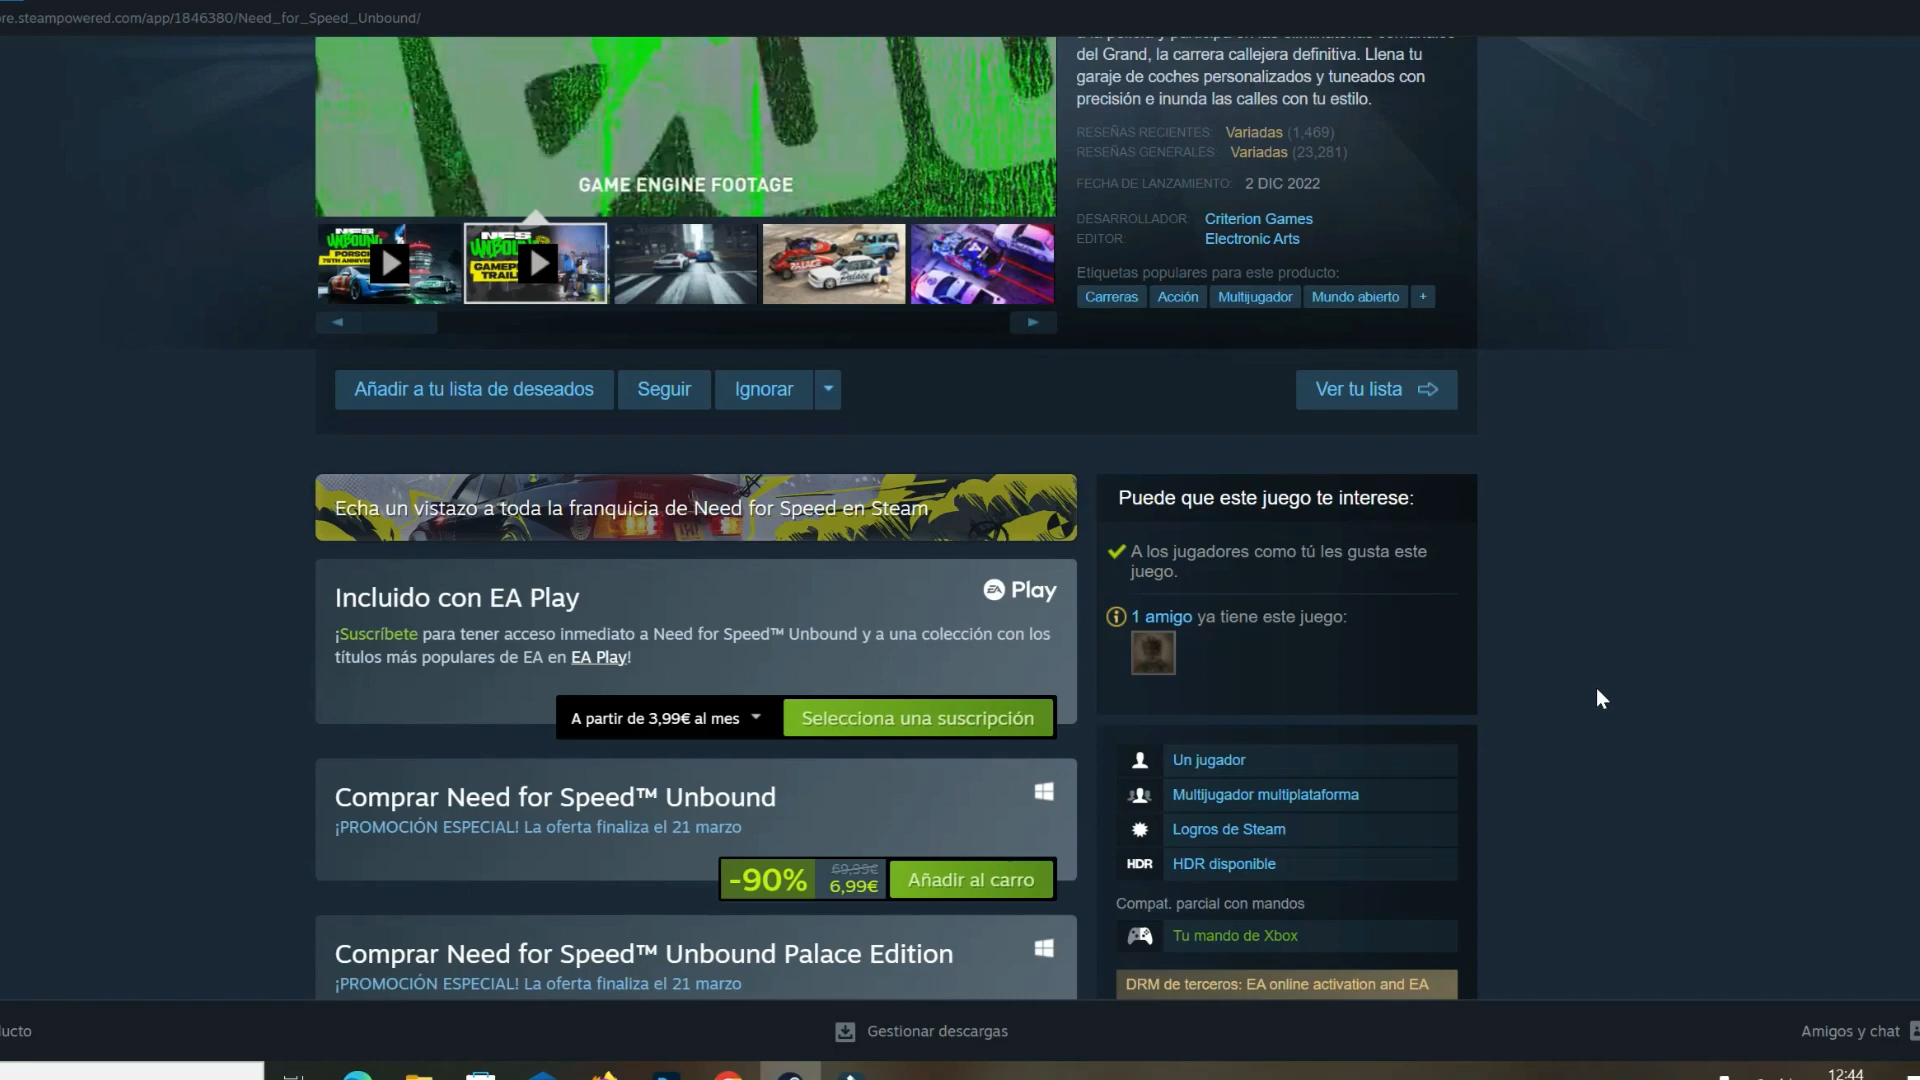 re.steampowered.com/app/1846380/Need_for_Speed_Unbound/
del Grand, la carrera callejera definitiva. Llena tu
garaje de coches personalizados y tuneados con
precisión e inunda las calles con tu estilo.
RESEÑAS RECIENTES: Variadas (1,469)
RESEÑAS GENERALES: Variadas (23,281)
FECHA DE LANZAMIENTO: 2 DIC 2022
DESARROLLADOR: Criterion Games
EDITOR: Electronic Arts
Etiquetas populares para este producto:
Carreras Acción Multijugador Mundo abierto +
GAME ENGINE FOOTAGE
Añadir a tu lista de deseados Seguir Ignorar Ver tu lista
Echa un vistazo a toda la franquicia de Need for Speed en Steam
Incluido con EA Play
EA Play
¡Suscríbete para tener acceso inmediato a Need for Speed™ Unbound y a una colección con los
títulos más populares de EA en EA Play!
A partir de 3,99€ al mes Selecciona una suscripción
Comprar Need for Speed™ Unbound
¡PROMOCIÓN ESPECIAL! La oferta finaliza el 21 marzo
-90% 69,99€ 6,99€ Añadir al carro
Comprar Need for Speed™ Unbound Palace Edition
¡PROMOCIÓN ESPECIAL! La oferta finaliza el 21 marzo
Puede que este juego te interese:
A los jugadores como tú les gusta este
juego.
1 amigo ya tiene este juego:
Un jugador
Multijugador multiplataforma
Logros de Steam
HDR HDR disponible
Compat. parcial con mandos
Tu mando de Xbox
DRM de terceros: EA online activation and EA
ucto
Gestionar descargas
Amigos y chat
12:44